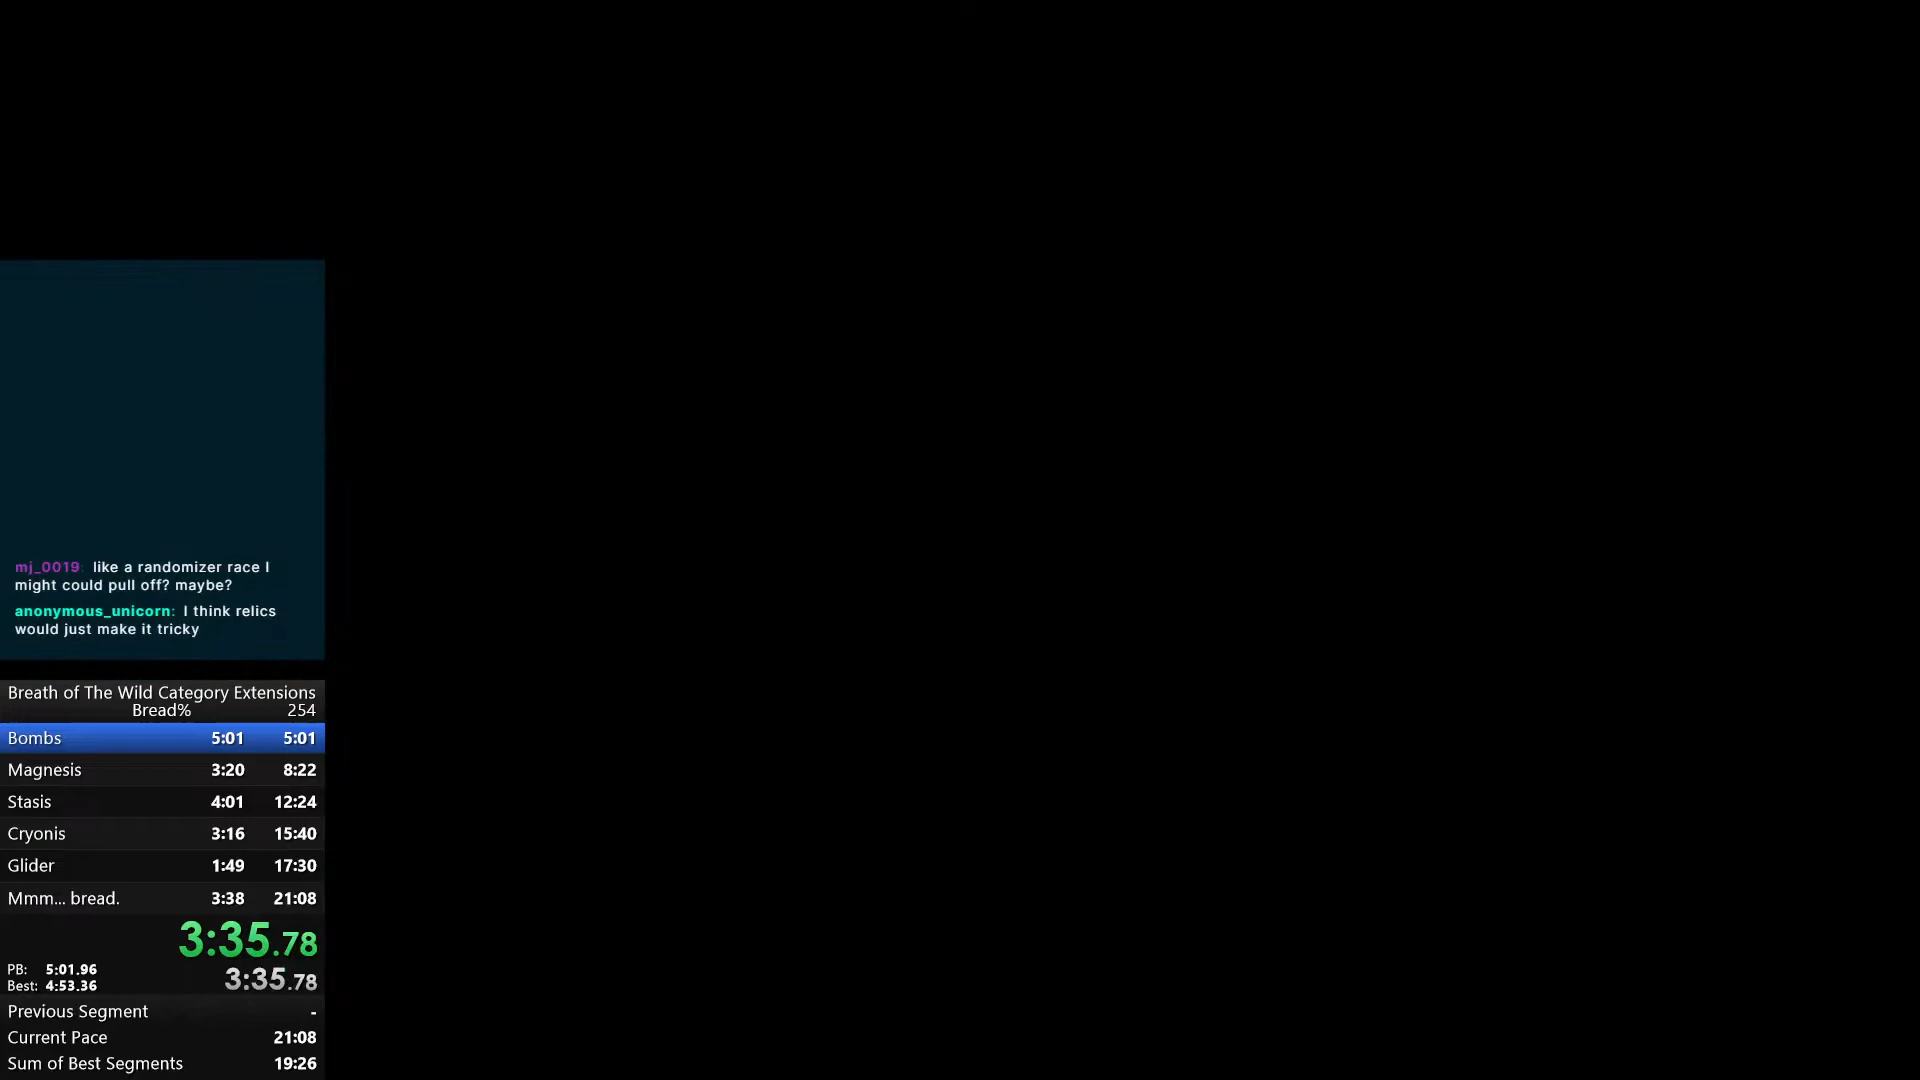 mj_0019: like a randomizer race I
might could pull off? maybe?
anonymous_unicorn: I think relics
would just make it tricky
Breath of The Wild Category Extensions
Bread% 254
Bombs 5:01 5:01
Magnesis 3:20 8:22
Stasis 4:01 12:24
Cryonis 3:16 15:40
Glider 1:49 17:30
Mmm... bread. 3:38 21:08
3:35.78
PB: 5:01.96
Best: 4:53.36
3:35.78
Previous Segment -
Current Pace 21:08
Sum of Best Segments 19:26